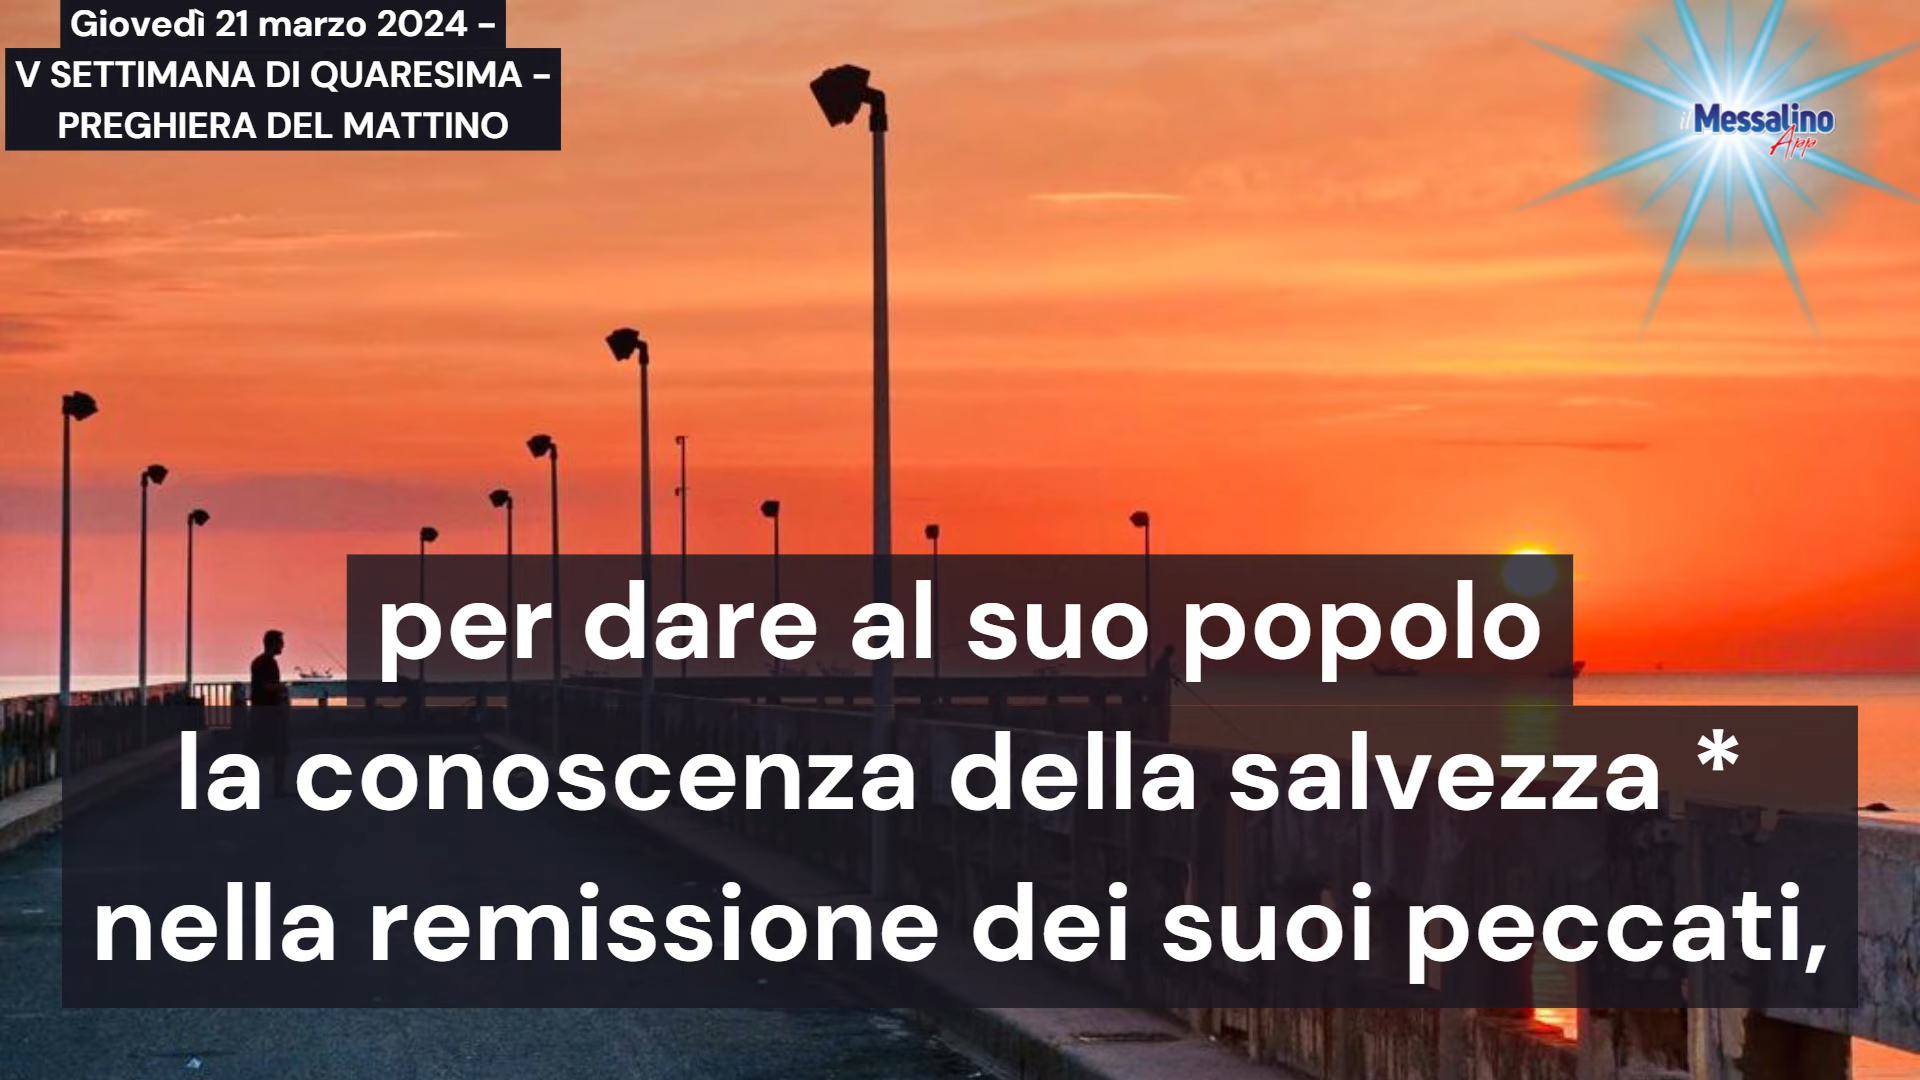 Giovedì 21 marzo 2024 -
V SETTIMANA DI QUARESIMA -
PREGHIERA DEL MATTINO
il Messalino
App
per dare al suo popolo
la conoscenza della salvezza *
nella remissione dei suoi peccati,